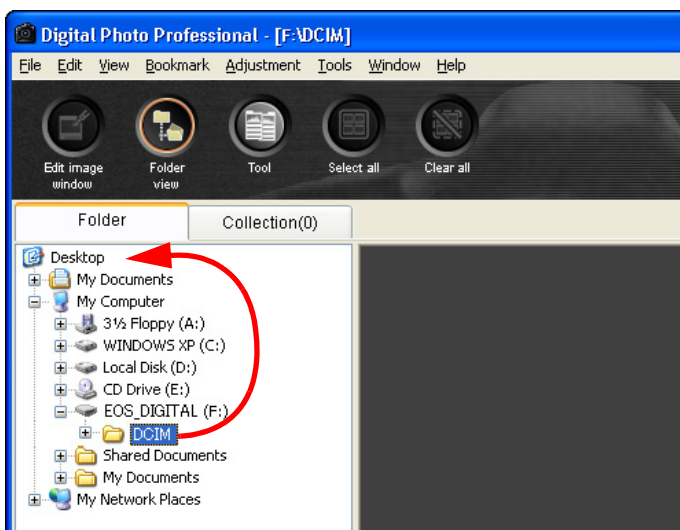 Digital Photo Professional - [F:\DCIM]
File Edit View Bookmark Adjustment Tools Window Help
Edit image window
Folder view
Tool
Select all
Clear all
Folder
Collection(0)
Desktop
My Documents
My Computer
3½ Floppy (A:)
WINDOWS XP (C:)
Local Disk (D:)
CD Drive (E:)
EOS_DIGITAL (F:)
DCIM
Shared Documents
My Documents
My Network Places